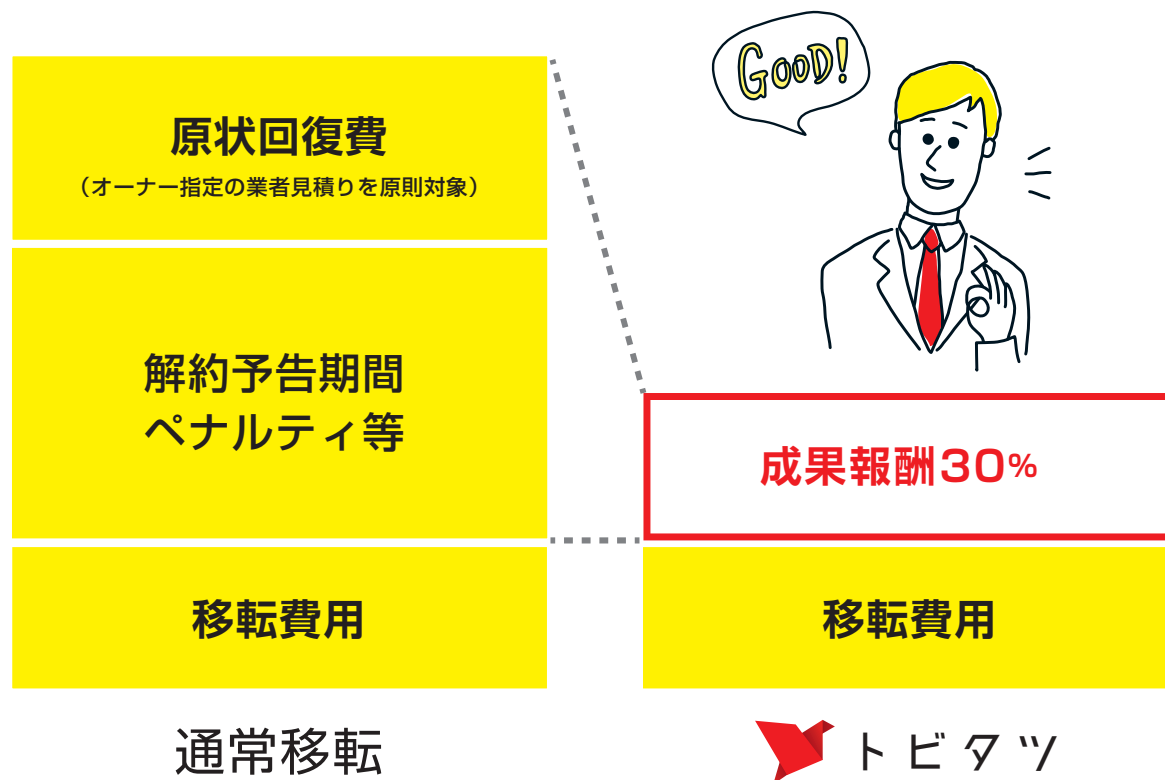 原状回復費
（オーナー指定の業者見積りを原則対象）
解約予告期間
ペナルティ等
移転費用
通常移転
GOOD!
成果報酬30%
移転費用
トビタツ